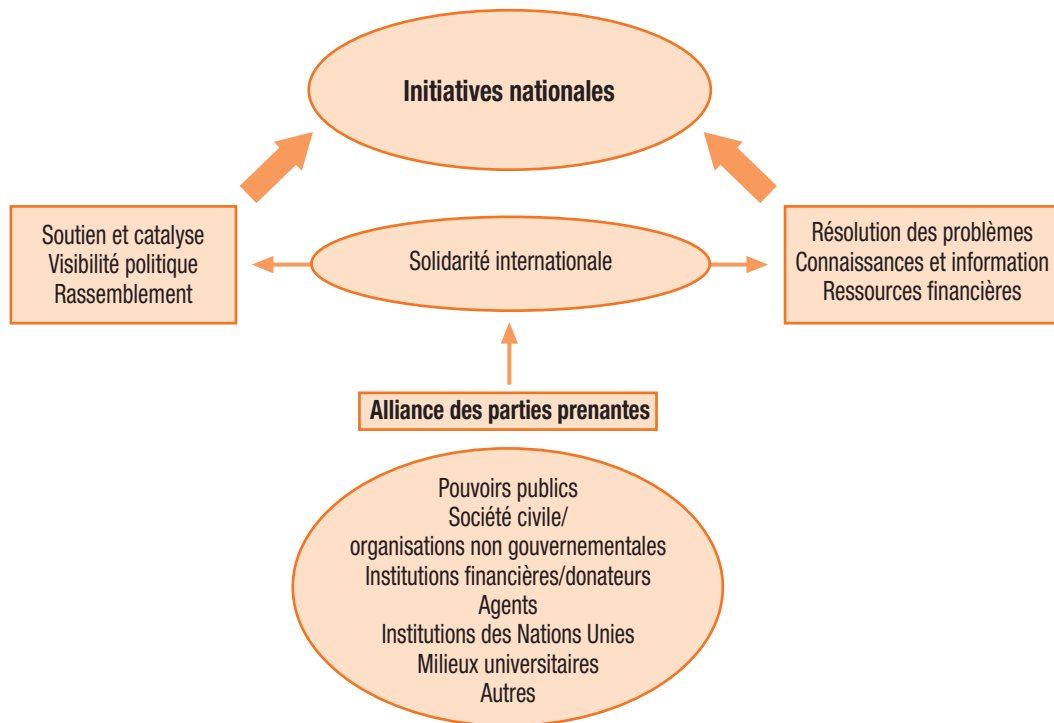 Initiatives nationales
Soutien et catalyse
Visibilité politique
Rassemblement
Solidarité internationale
Résolution des problèmes
Connaissances et information
Ressources financières
Alliance des parties prenantes
Pouvoirs publics
Société civile/
organisations non gouvernementales
Institutions financières/donateurs
Agents
Institutions des Nations Unies
Milieux universitaires
Autres